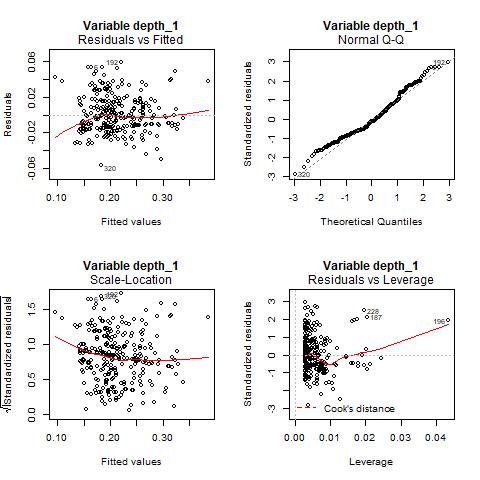 Variable depth_1
Residuals vs Fitted
Residuals
-0.06
-0.02
0.02
0.06
192
6
320
0.10
0.20
0.30
Fitted values
Variable depth_1
Normal Q-Q
Standardized residuals
-3
-2
-1
0
1
2
3
192
320
-3
-2
-1
0
1
2
3
Theoretical Quantiles
Variable depth_1
Scale-Location
√|Standardized residuals|
0.0
0.5
1.0
1.5
6
320
192
0.10
0.20
0.30
Fitted values
Variable depth_1
Residuals vs Leverage
Standardized residuals
-3
-1
0
1
2
3
228
187
196
Cook's distance
0.00
0.01
0.02
0.03
0.04
Leverage